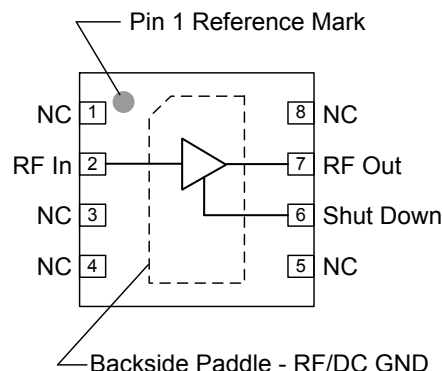 Pin 1 Reference Mark
NC 1
8 NC
RF In 2
7 RF Out
NC 3
6 Shut Down
NC 4
5 NC
Backside Paddle - RF/DC GND